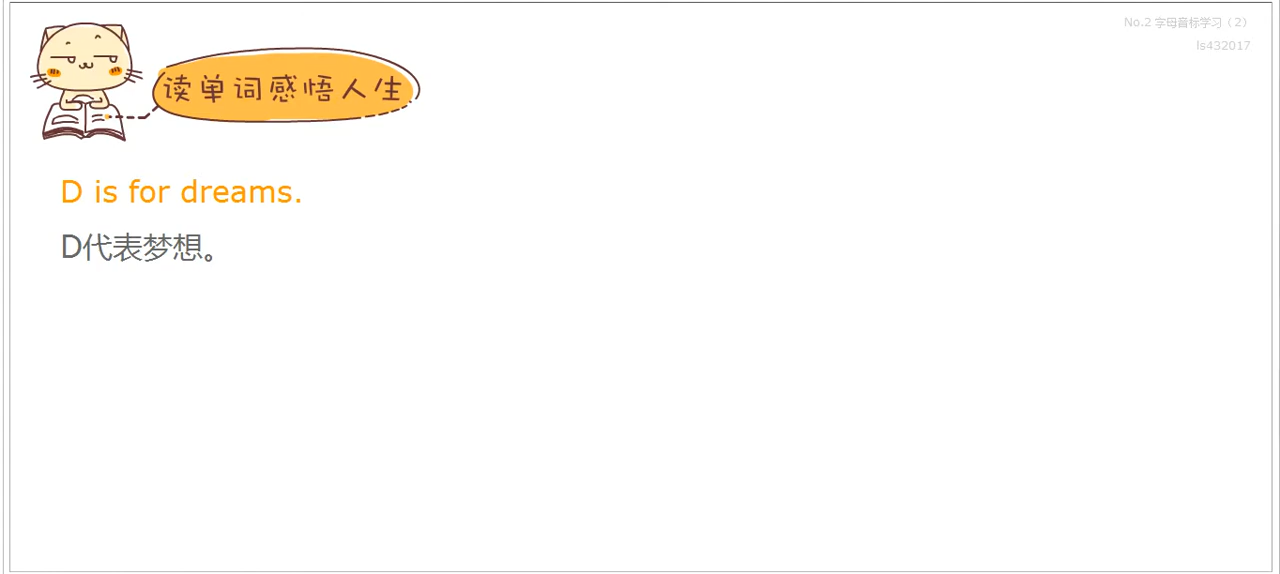 No.2 字母音标学习（2）
ls432017
读单词感悟人生
D is for dreams.
D代表梦想。